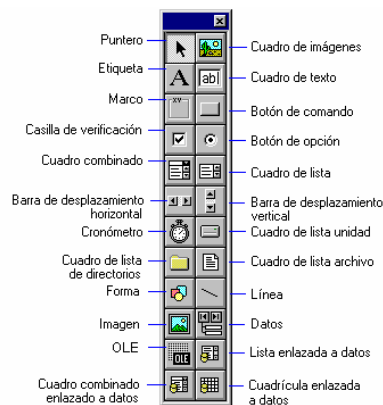 Puntero
Cuadro de imágenes
Etiqueta
A
abl
Cuadro de texto
Marco
xv
Botón de comando
Casilla de verificación
Botón de opción
Cuadro combinado
Cuadro de lista
Barra de desplazamiento
horizontal
Barra de desplazamiento
vertical
Cronómetro
Cuadro de lista unidad
Cuadro de lista
de directorios
Cuadro de lista archivo
Forma
Línea
Imagen
Datos
OLE
OLE
Lista enlazada a datos
Cuadro combinado
enlazado a datos
Cuadrícula enlazada
a datos